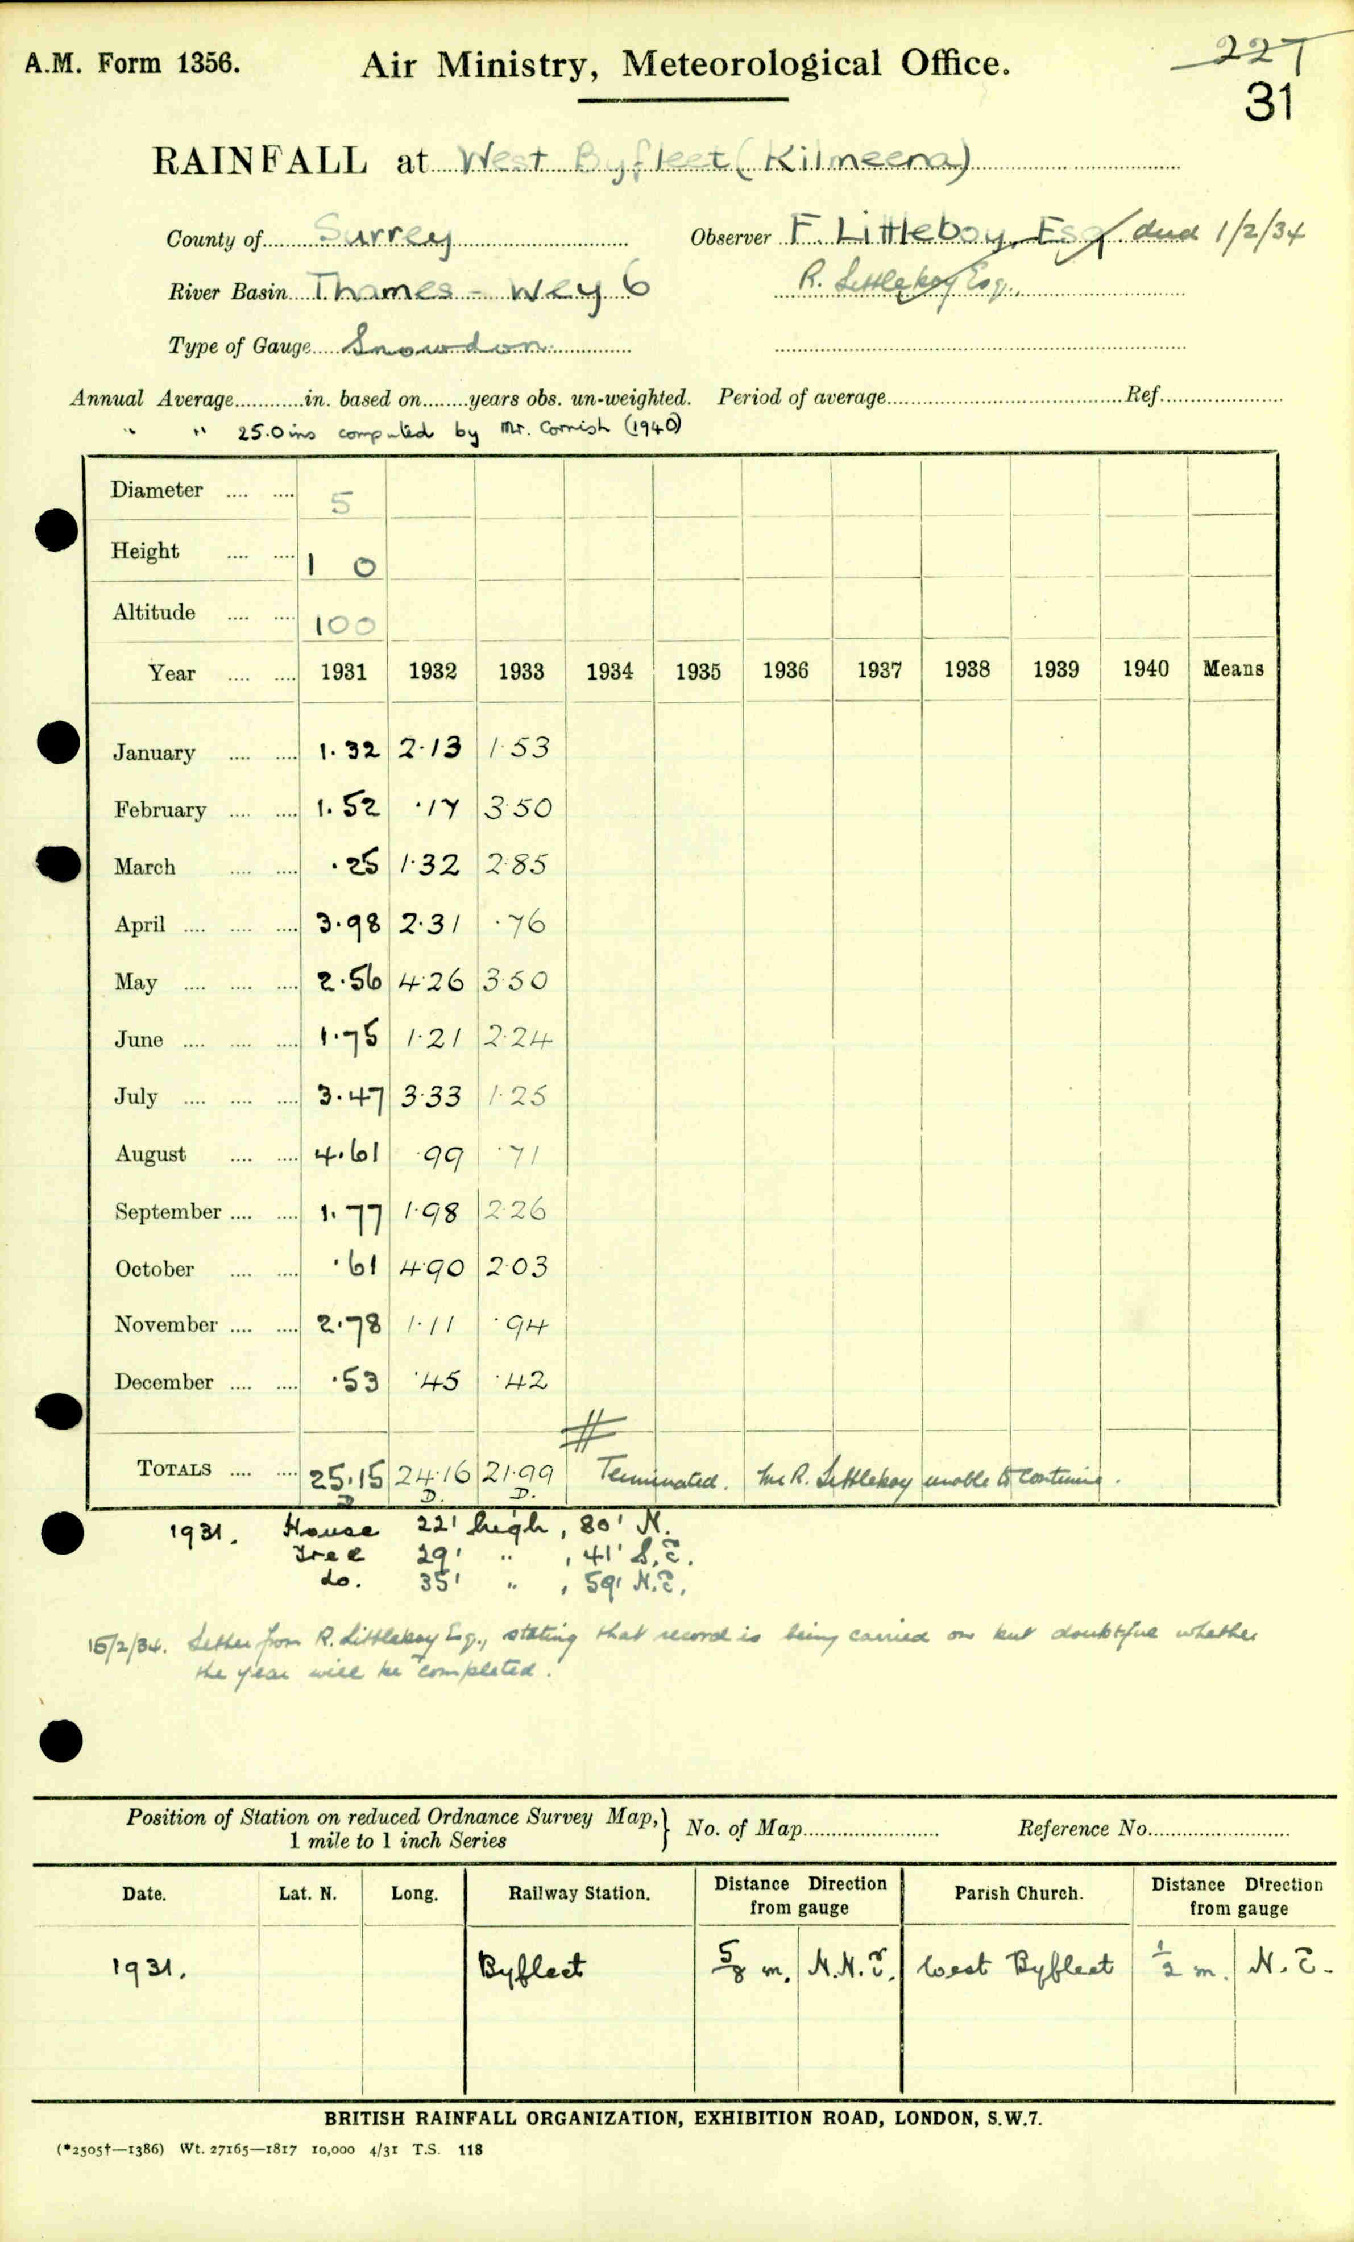 A.M. Form 1356.
Air Ministry, Meteorological Office.
227
31
RAINFALL at West Byfleet (Kilmeena)
County of Surrey Observer F. Littleboy, Esq died 1/2/34
River Basin Thames - Wey 6 R. Littleboy Esq.,
Type of Gauge Snowdon
Annual Average............in. based on........years obs. un-weighted. Period of average........ Ref........
" " 25.0 ins computed by Mr. Cornish (1940)
Diameter .... .... 5
Height .... .... 1 0
Altitude .... .... 100
Year .... .... 1931 1932 1933 1934 1935 1936 1937 1938 1939 1940 Means
January .... .... 1.32 2.13 1.53
February .... .... 1.52 .17 3.50
March .... .... .25 1.32 2.85
April .... .... .... 3.98 2.31 .76
May .... .... .... 2.56 4.26 3.50
June .... .... .... 1.75 1.21 2.24
July .... .... .... 3.47 3.33 1.25
August .... .... 4.61 .99 .71
September .... .... 1.77 1.98 2.26
October .... .... .61 4.90 2.03
November .... .... 2.78 1.11 .94
December .... .... .53 .45 .42
TOTALS .... .... 25.15 24.16 21.99 Terminated. Mr R. Littleboy unable to continue.
D D. D.
1931. House 22' high, 80' N.
Tree 29' " , 41' S.E.
do. 35' " , 59' N.E.
15/2/34. Letter from R. Littleboy Esq., stating that record is being carried on but doubtful whether
the year will be completed.
Position of Station on reduced Ordnance Survey Map,} No. of Map........ Reference No........
1 mile to 1 inch Series
Date. Lat. N. Long. Railway Station. Distance Direction from gauge Parish Church. Distance Direction from gauge
1931. Byfleet 5/8 m. N.N.E. West Byfleet 1/2 m. N.E.
BRITISH RAINFALL ORGANIZATION, EXHIBITION ROAD, LONDON, S.W.7.
(*2505†—1386) Wt. 27165—1817 10,000 4/31 T.S. 118